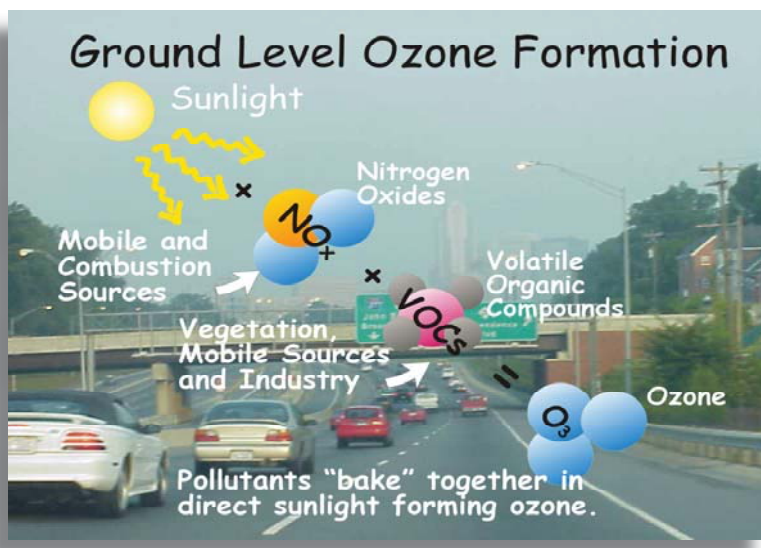 Ground Level Ozone Formation
Sunlight
x
Nitrogen
Oxides
NO+
Mobile and
Combustion
Sources
x
Volatile
Organic
Compounds
VOCs
Vegetation,
Mobile Sources
and Industry
=
Ozone
O3
Pollutants “bake” together in
direct sunlight forming ozone.